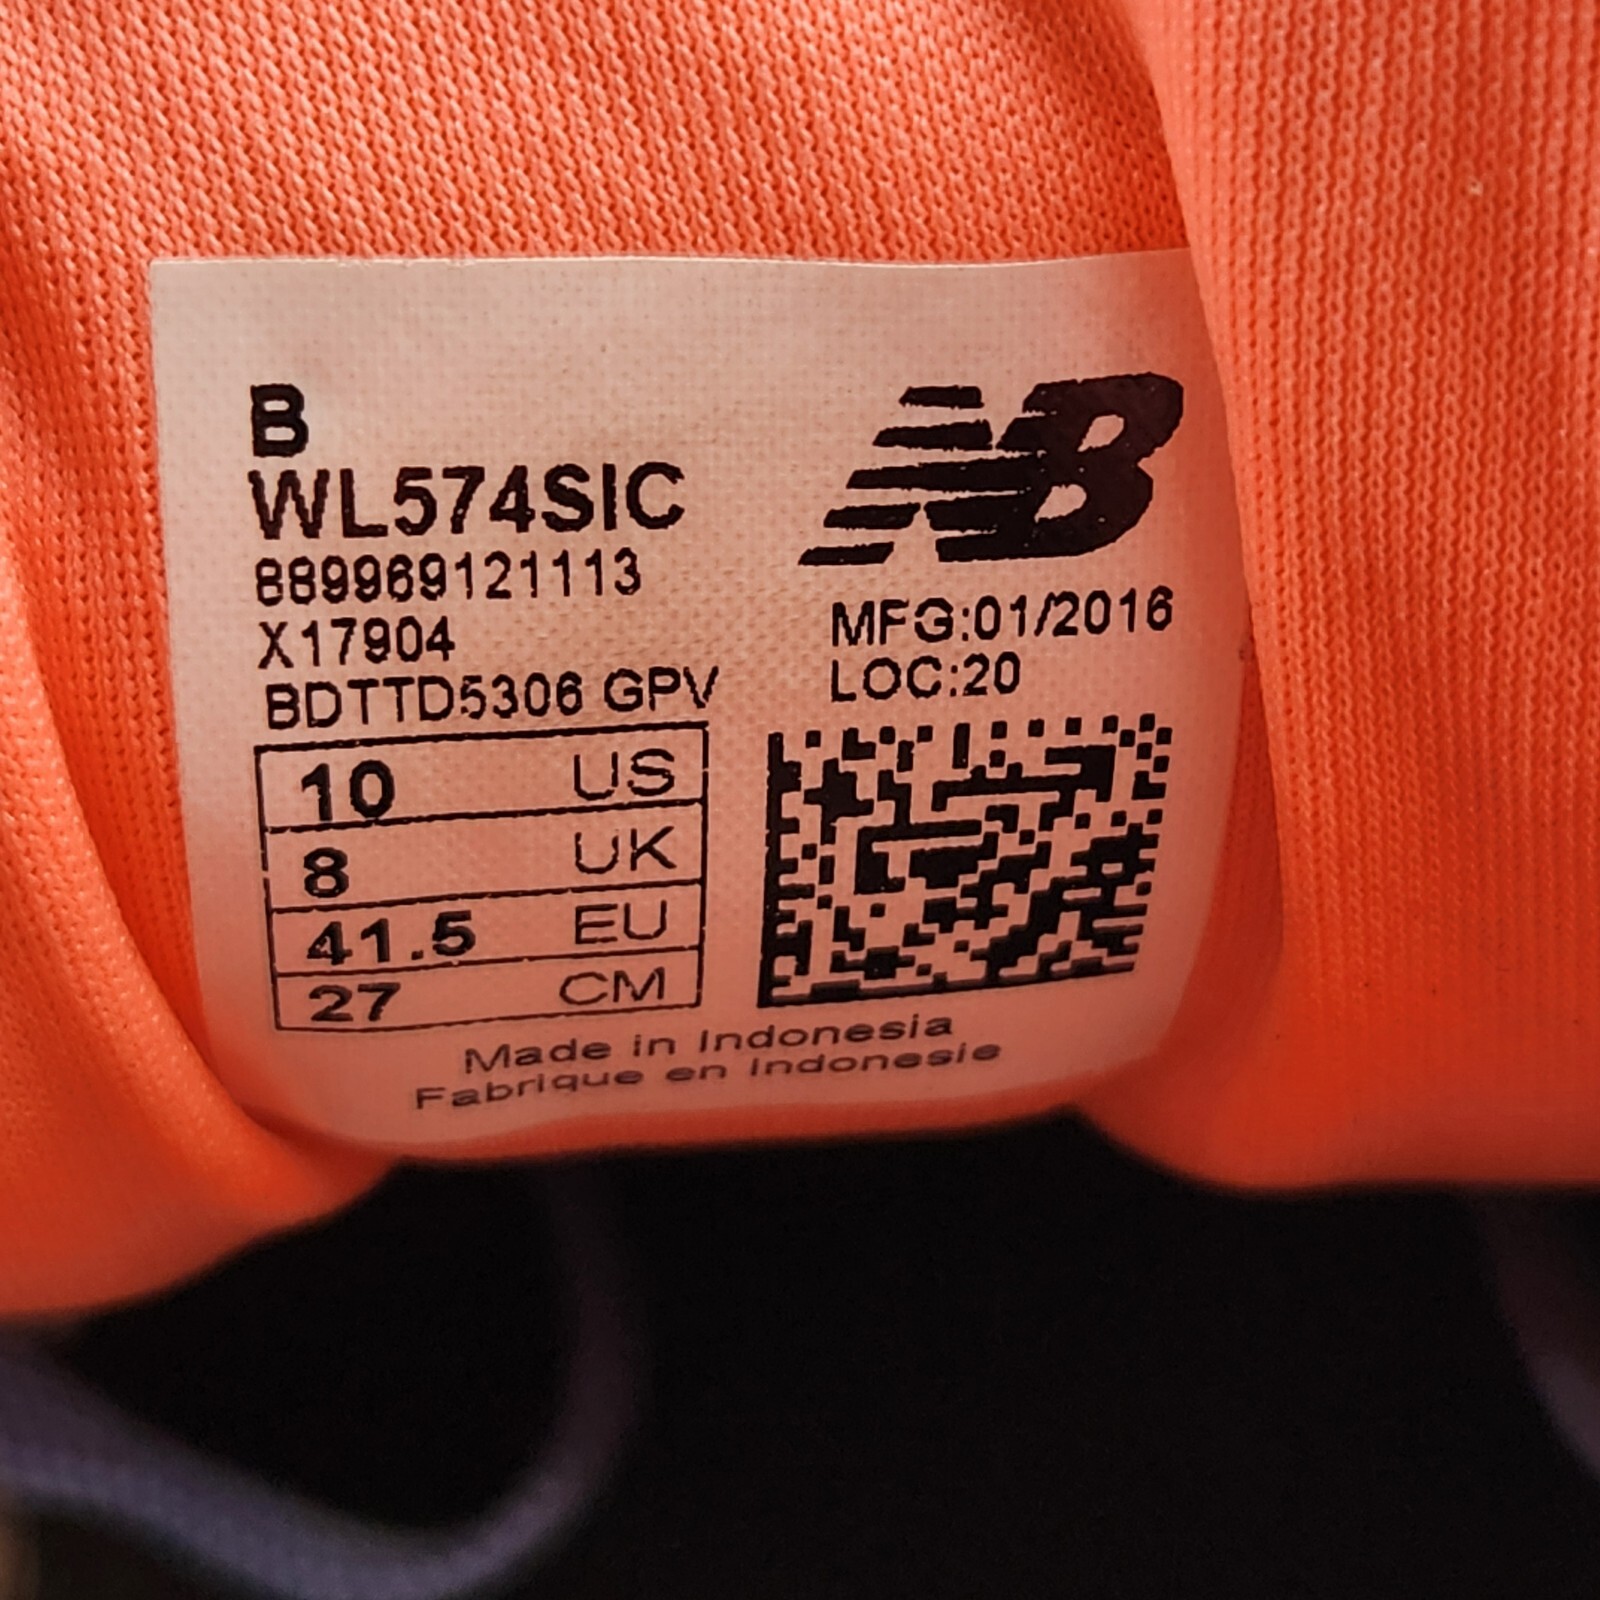 B
WL574SIC
889969121113
X17904
BDTTD5306 GPV
NB
MFG:01/2016
LOC:20
10 US
8 UK
41.5 EU
27 CM
Made in Indonesia
Fabrique en Indonesie